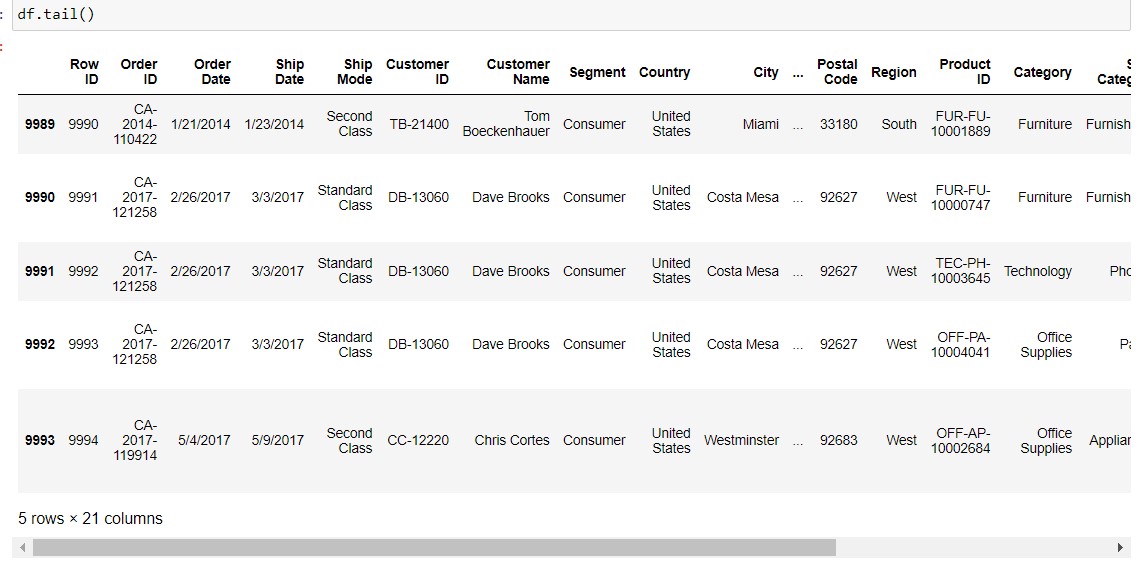 df.tail()
Row ID Order ID Order Date Ship Date Ship Mode Customer ID Customer Name Segment Country City ... Postal Code Region Product ID Category
9989 9990 CA-2014-110422 1/21/2014 1/23/2014 Second Class TB-21400 Tom Boeckenhauer Consumer United States Miami ... 33180 South FUR-FU-10001889 Furniture Furnish
9990 9991 CA-2017-121258 2/26/2017 3/3/2017 Standard Class DB-13060 Dave Brooks Consumer United States Costa Mesa ... 92627 West FUR-FU-10000747 Furniture Furnish
9991 9992 CA-2017-121258 2/26/2017 3/3/2017 Standard Class DB-13060 Dave Brooks Consumer United States Costa Mesa ... 92627 West TEC-PH-10003645 Technology Pho
9992 9993 CA-2017-121258 2/26/2017 3/3/2017 Standard Class DB-13060 Dave Brooks Consumer United States Costa Mesa ... 92627 West OFF-PA-10004041 Office Supplies
9993 9994 CA-2017-119914 5/4/2017 5/9/2017 Second Class CC-12220 Chris Cortes Consumer United States Westminster ... 92683 West OFF-AP-10002684 Office Supplies Applian
5 rows × 21 columns